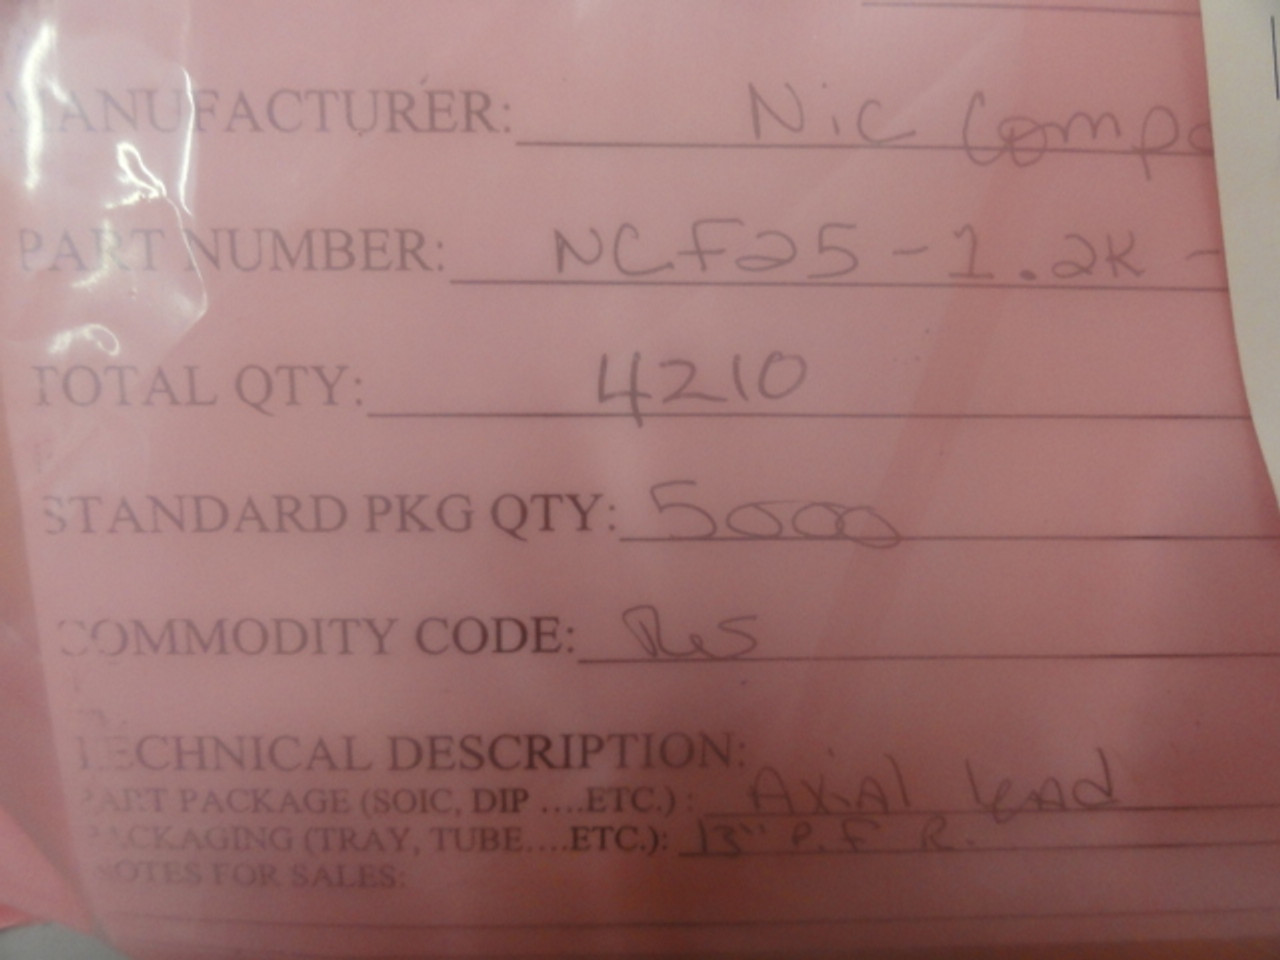 MANUFACTURER: NiC Compo
PART NUMBER: NCF25-1.2K -
TOTAL QTY: 4210
STANDARD PKG QTY: 5000
COMMODITY CODE: Res
TECHNICAL DESCRIPTION:
PART PACKAGE (SOIC, DIP ....ETC.) : Axial lead
PACKAGING (TRAY, TUBE....ETC.): 13" P.F R.
NOTES FOR SALES: